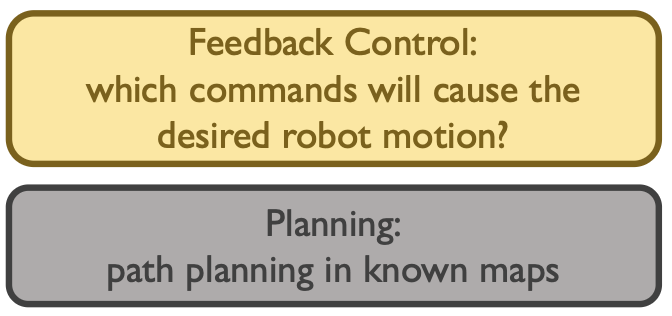 Feedback Control:
which commands will cause the
desired robot motion?
Planning:
path planning in known maps